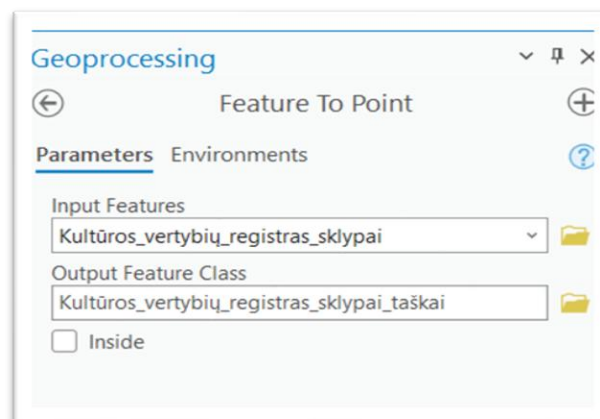 Geoprocessing
Feature To Point
Parameters Environments
Input Features
Kultūros_vertybių_registras_sklypai
Output Feature Class
Kultūros_vertybių_registras_sklypai_taškai
Inside